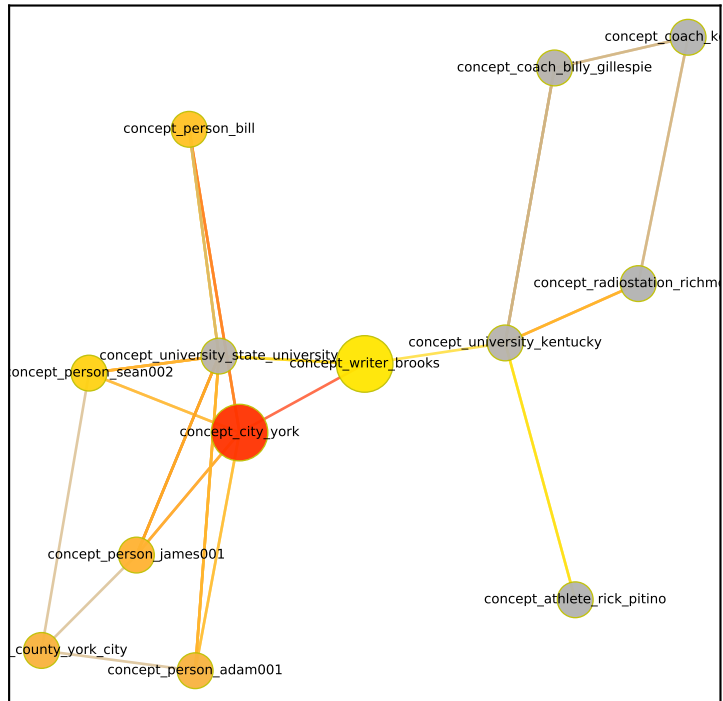 concept_coach_k
concept_coach_billy_gillespie
concept_person_bill
concept_radiostation_richm
concept_university_kentucky
concept_university_state_university
concept_writer_brooks
concept_person_sean002
concept_city_york
concept_person_james001
concept_athlete_rick_pitino
_county_york_city
concept_person_adam001